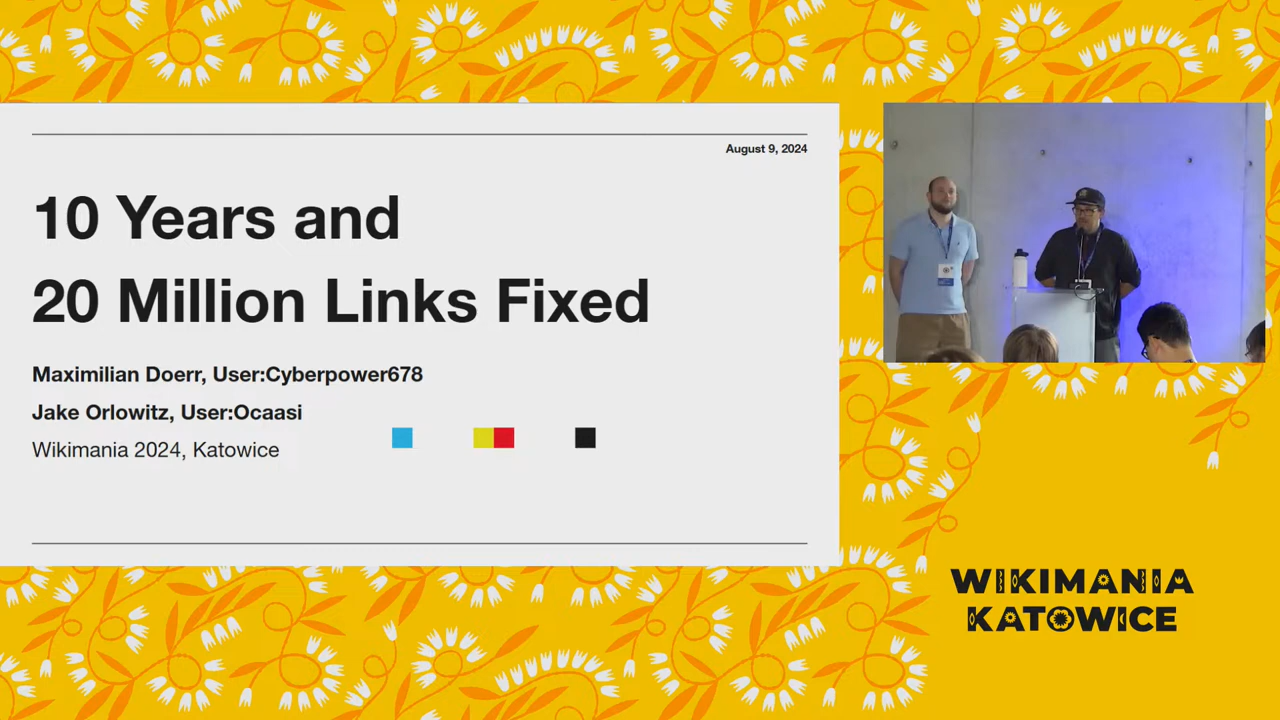 August 9, 2024
10 Years and
20 Million Links Fixed
Maximilian Doerr, User:Cyberpower678
Jake Orlowitz, User:Ocaasi
Wikimania 2024, Katowice
WIKIMANIA
KATOWICE